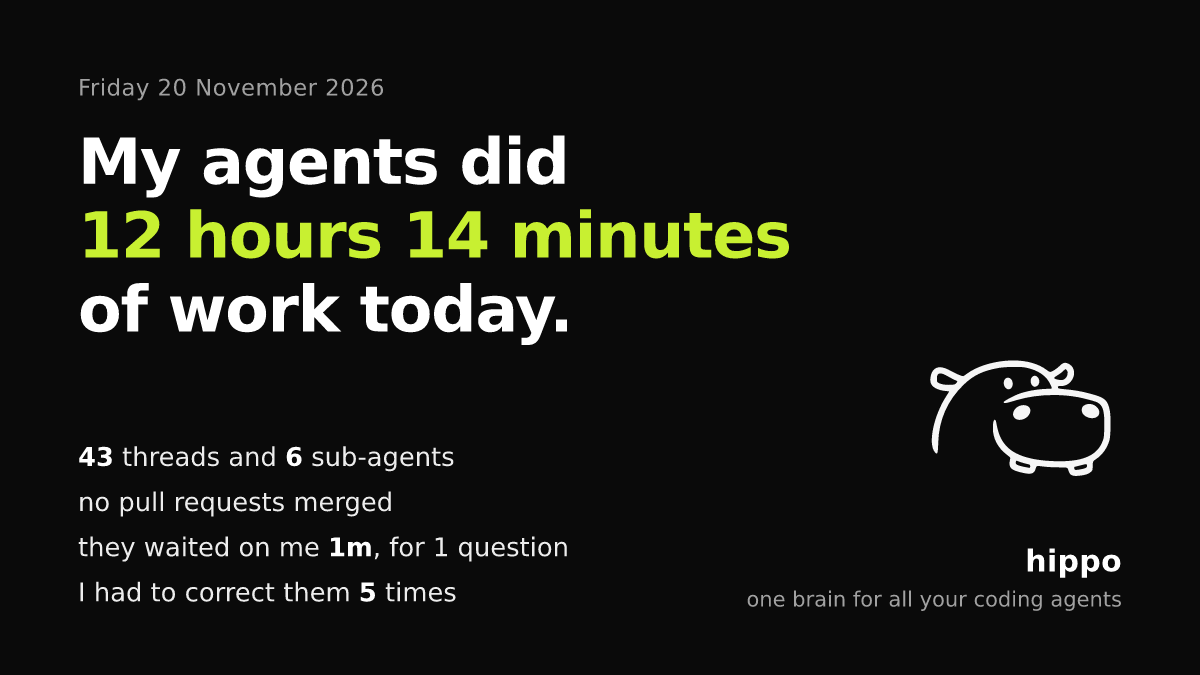 Friday 20 November 2026
My agents did
12 hours 14 minutes
of work today.
43 threads and 6 sub-agents
no pull requests merged
they waited on me 1m, for 1 question
I had to correct them 5 times
hippo
one brain for all your coding agents